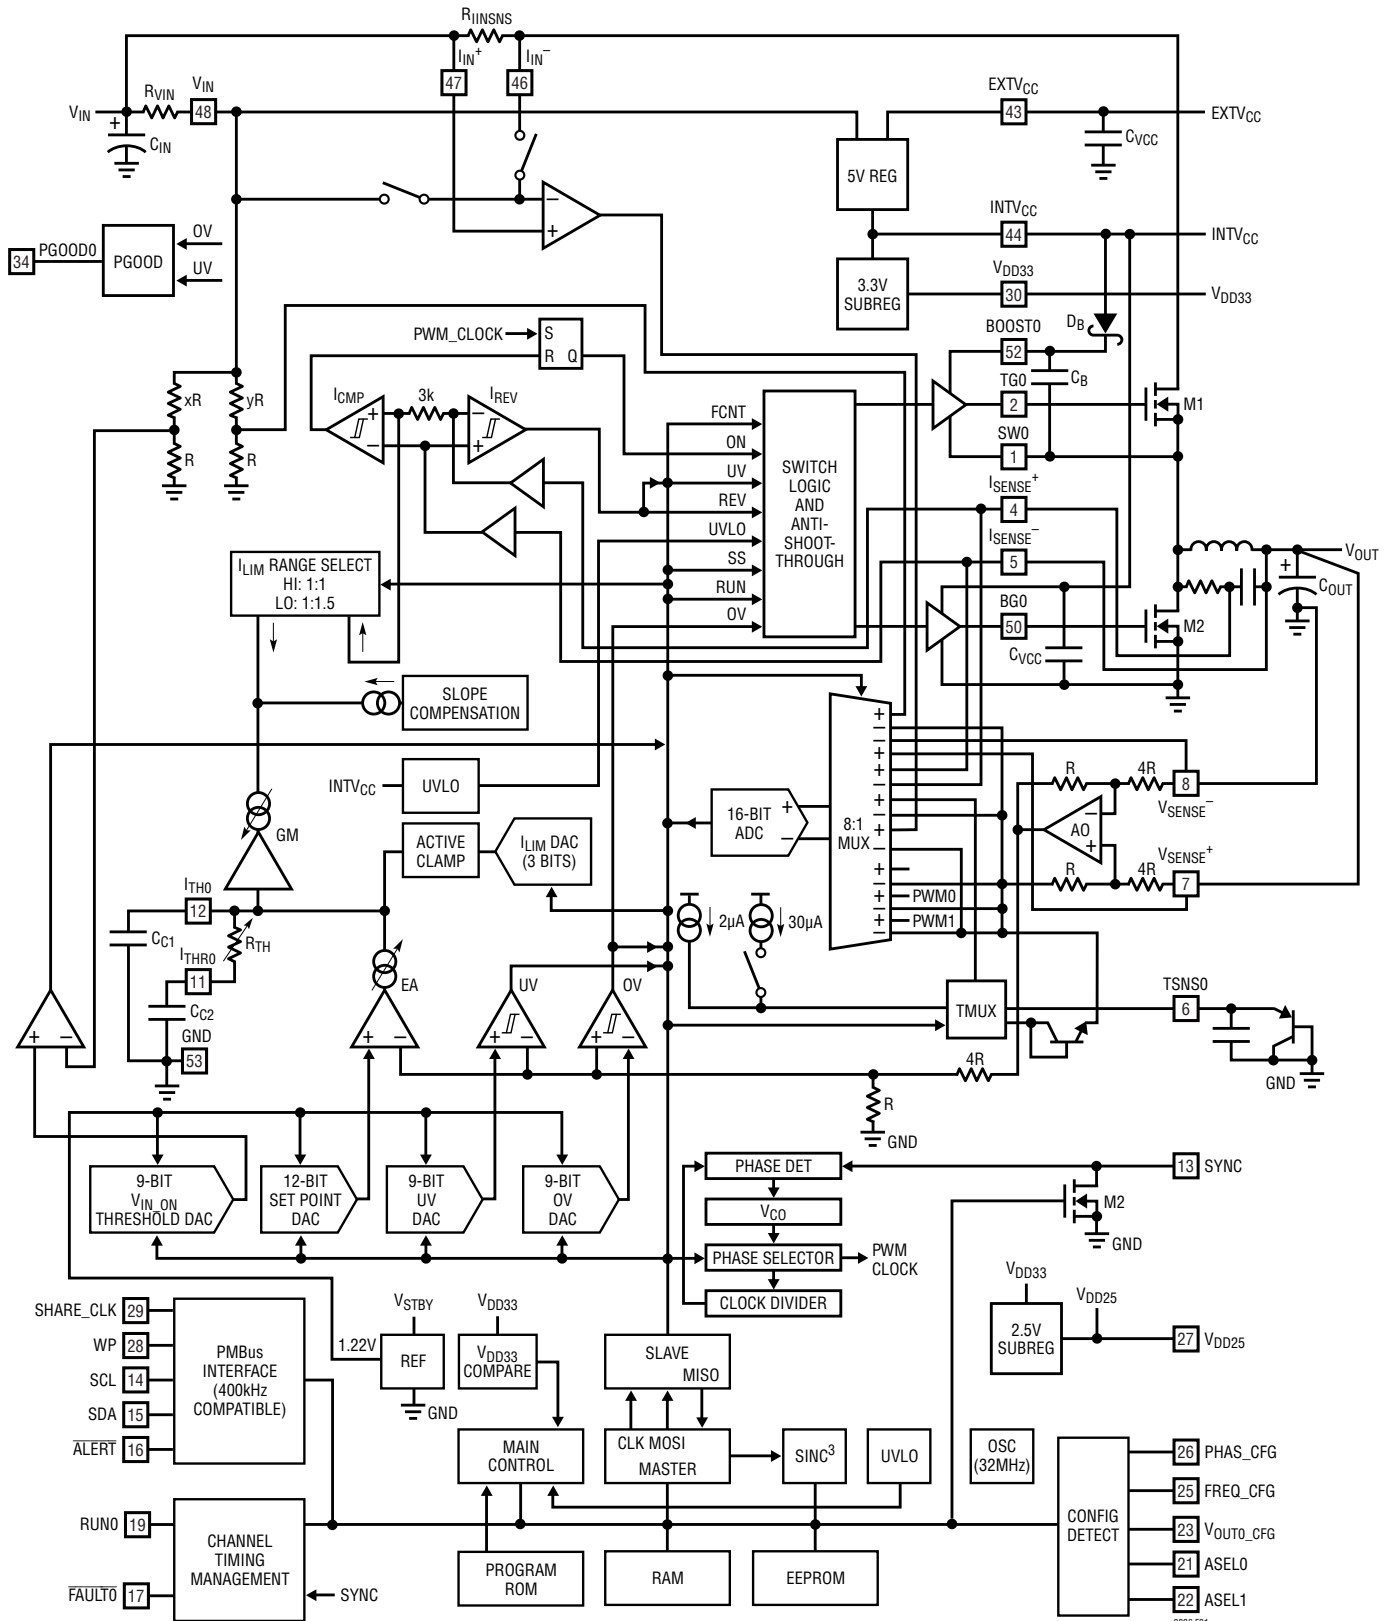 RIINSNS
IIN+
IIN−
47
46
VIN
RVIN
VIN
48
+
CIN
EXTVCC
43
EXTVCC
CVCC
5V REG
−
+
INTVCC
44
INTVCC
34
PGOOD0
PGOOD
OV
UV
3.3V
SUBREG
VDD33
30
VDD33
PWM_CLOCK
S
R Q
BOOST0
52
DB
CB
TG0
2
M1
SW0
1
xR
yR
R
R
ICMP
+
−
3k
IREV
−
+
FCNT
ON
UV
REV
UVLO
SS
RUN
OV
SWITCH
LOGIC
AND
ANTI-
SHOOT-
THROUGH
ISENSE+
4
ISENSE−
5
VOUT
+
COUT
BG0
50
M2
CVCC
ILIM RANGE SELECT
HI: 1:1
LO: 1:1.5
SLOPE
COMPENSATION
INTVCC
UVLO
16-BIT
ADC
+
−
8:1
MUX
+
−
−
+
+
−
+
−
+
−
+
−
+
−
+
−
PWM0
PWM1
R
4R
8
VSENSE−
AO
−
+
VSENSE+
R
4R
7
GM
ACTIVE
CLAMP
ILIM DAC
(3 BITS)
ITH0
12
CC1
RTH
ITHR0
11
CC2
GND
53
2µA
30µA
+ −
EA
+ −
UV
+ −
OV
− +
TMUX
TSNS0
6
GND
4R
R
GND
9-BIT
VIN_ON
THRESHOLD DAC
12-BIT
SET POINT
DAC
9-BIT
UV
DAC
9-BIT
OV
DAC
PHASE DET
VCO
PHASE SELECTOR
CLOCK DIVIDER
PWM
CLOCK
13
SYNC
M2
GND
VDD33
VDD25
2.5V
SUBREG
27
VDD25
SHARE_CLK
29
WP
28
SCL
14
SDA
15
ALERT
16
PMBus
INTERFACE
(400kHz
COMPATIBLE)
1.22V
VSTBY
REF
GND
VDD33
VDD33
COMPARE
SLAVE
MISO
CLK MOSI
MASTER
MAIN
CONTROL
SINC3
UVLO
OSC
(32MHz)
RUN0
19
FAULT0
17
CHANNEL
TIMING
MANAGEMENT
SYNC
PROGRAM
ROM
RAM
EEPROM
CONFIG
DETECT
26
PHAS_CFG
25
FREQ_CFG
23
VOUT0_CFG
21
ASEL0
22
ASEL1